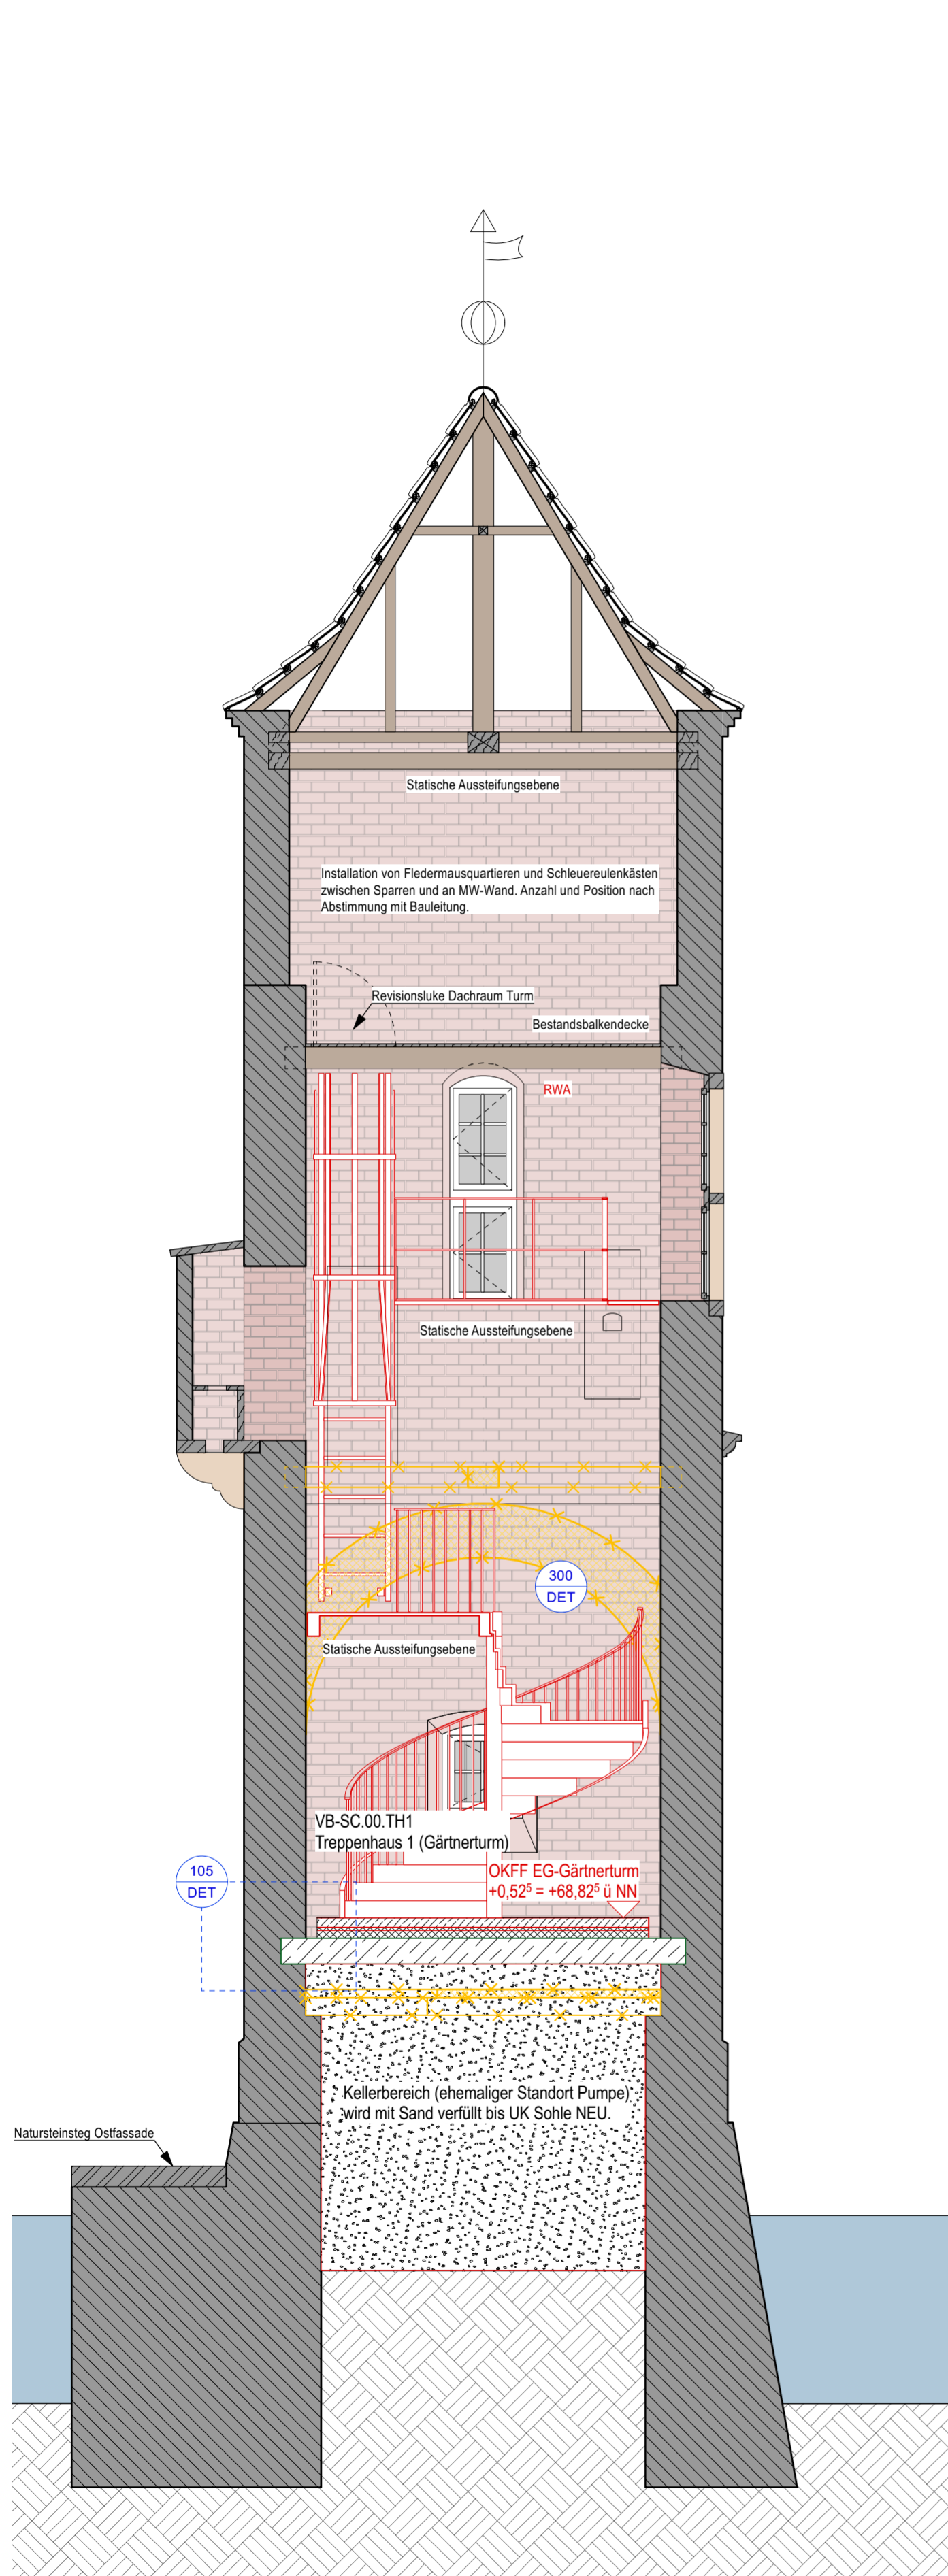 Statische Aussteifungsebene
Installation von Fledermausquartieren und Schleuereulenkästen
zwischen Sparren und an MW-Wand. Anzahl und Position nach
Abstimmung mit Bauleitung.
Revisionsluke Dachraum Turm
Bestandsbalkendecke
RWA
Statische Aussteifungsebene
300
DET
Statische Aussteifungsebene
VB-SC.00.TH1
Treppenhaus 1 (Gärtnerturm)
105
DET
OKFF EG-Gärtnerturm
+0,52⁵ = +68,82⁵ ü NN
Kellerbereich (ehemaliger Standort Pumpe)
wird mit Sand verfüllt bis UK Sohle NEU.
Natursteinsteg Ostfassade